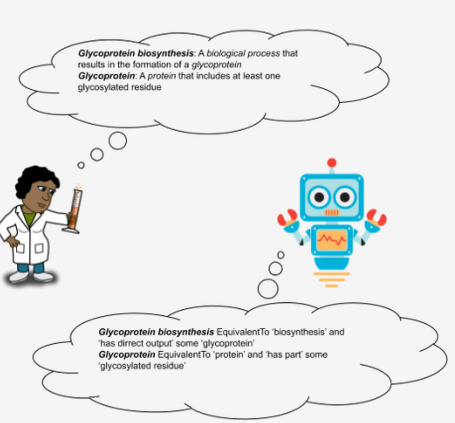 Glycoprotein biosynthesis: A biological process that
results in the formation of a glycoprotein
Glycoprotein: A protein that includes at least one
glycosylated residue
Glycoprotein biosynthesis EquivalentTo 'biosynthesis' and
'has dirrect output' some 'glycoprotein'
Glycoprotein EquivalentTo 'protein' and 'has part' some
'glycosylated residue'